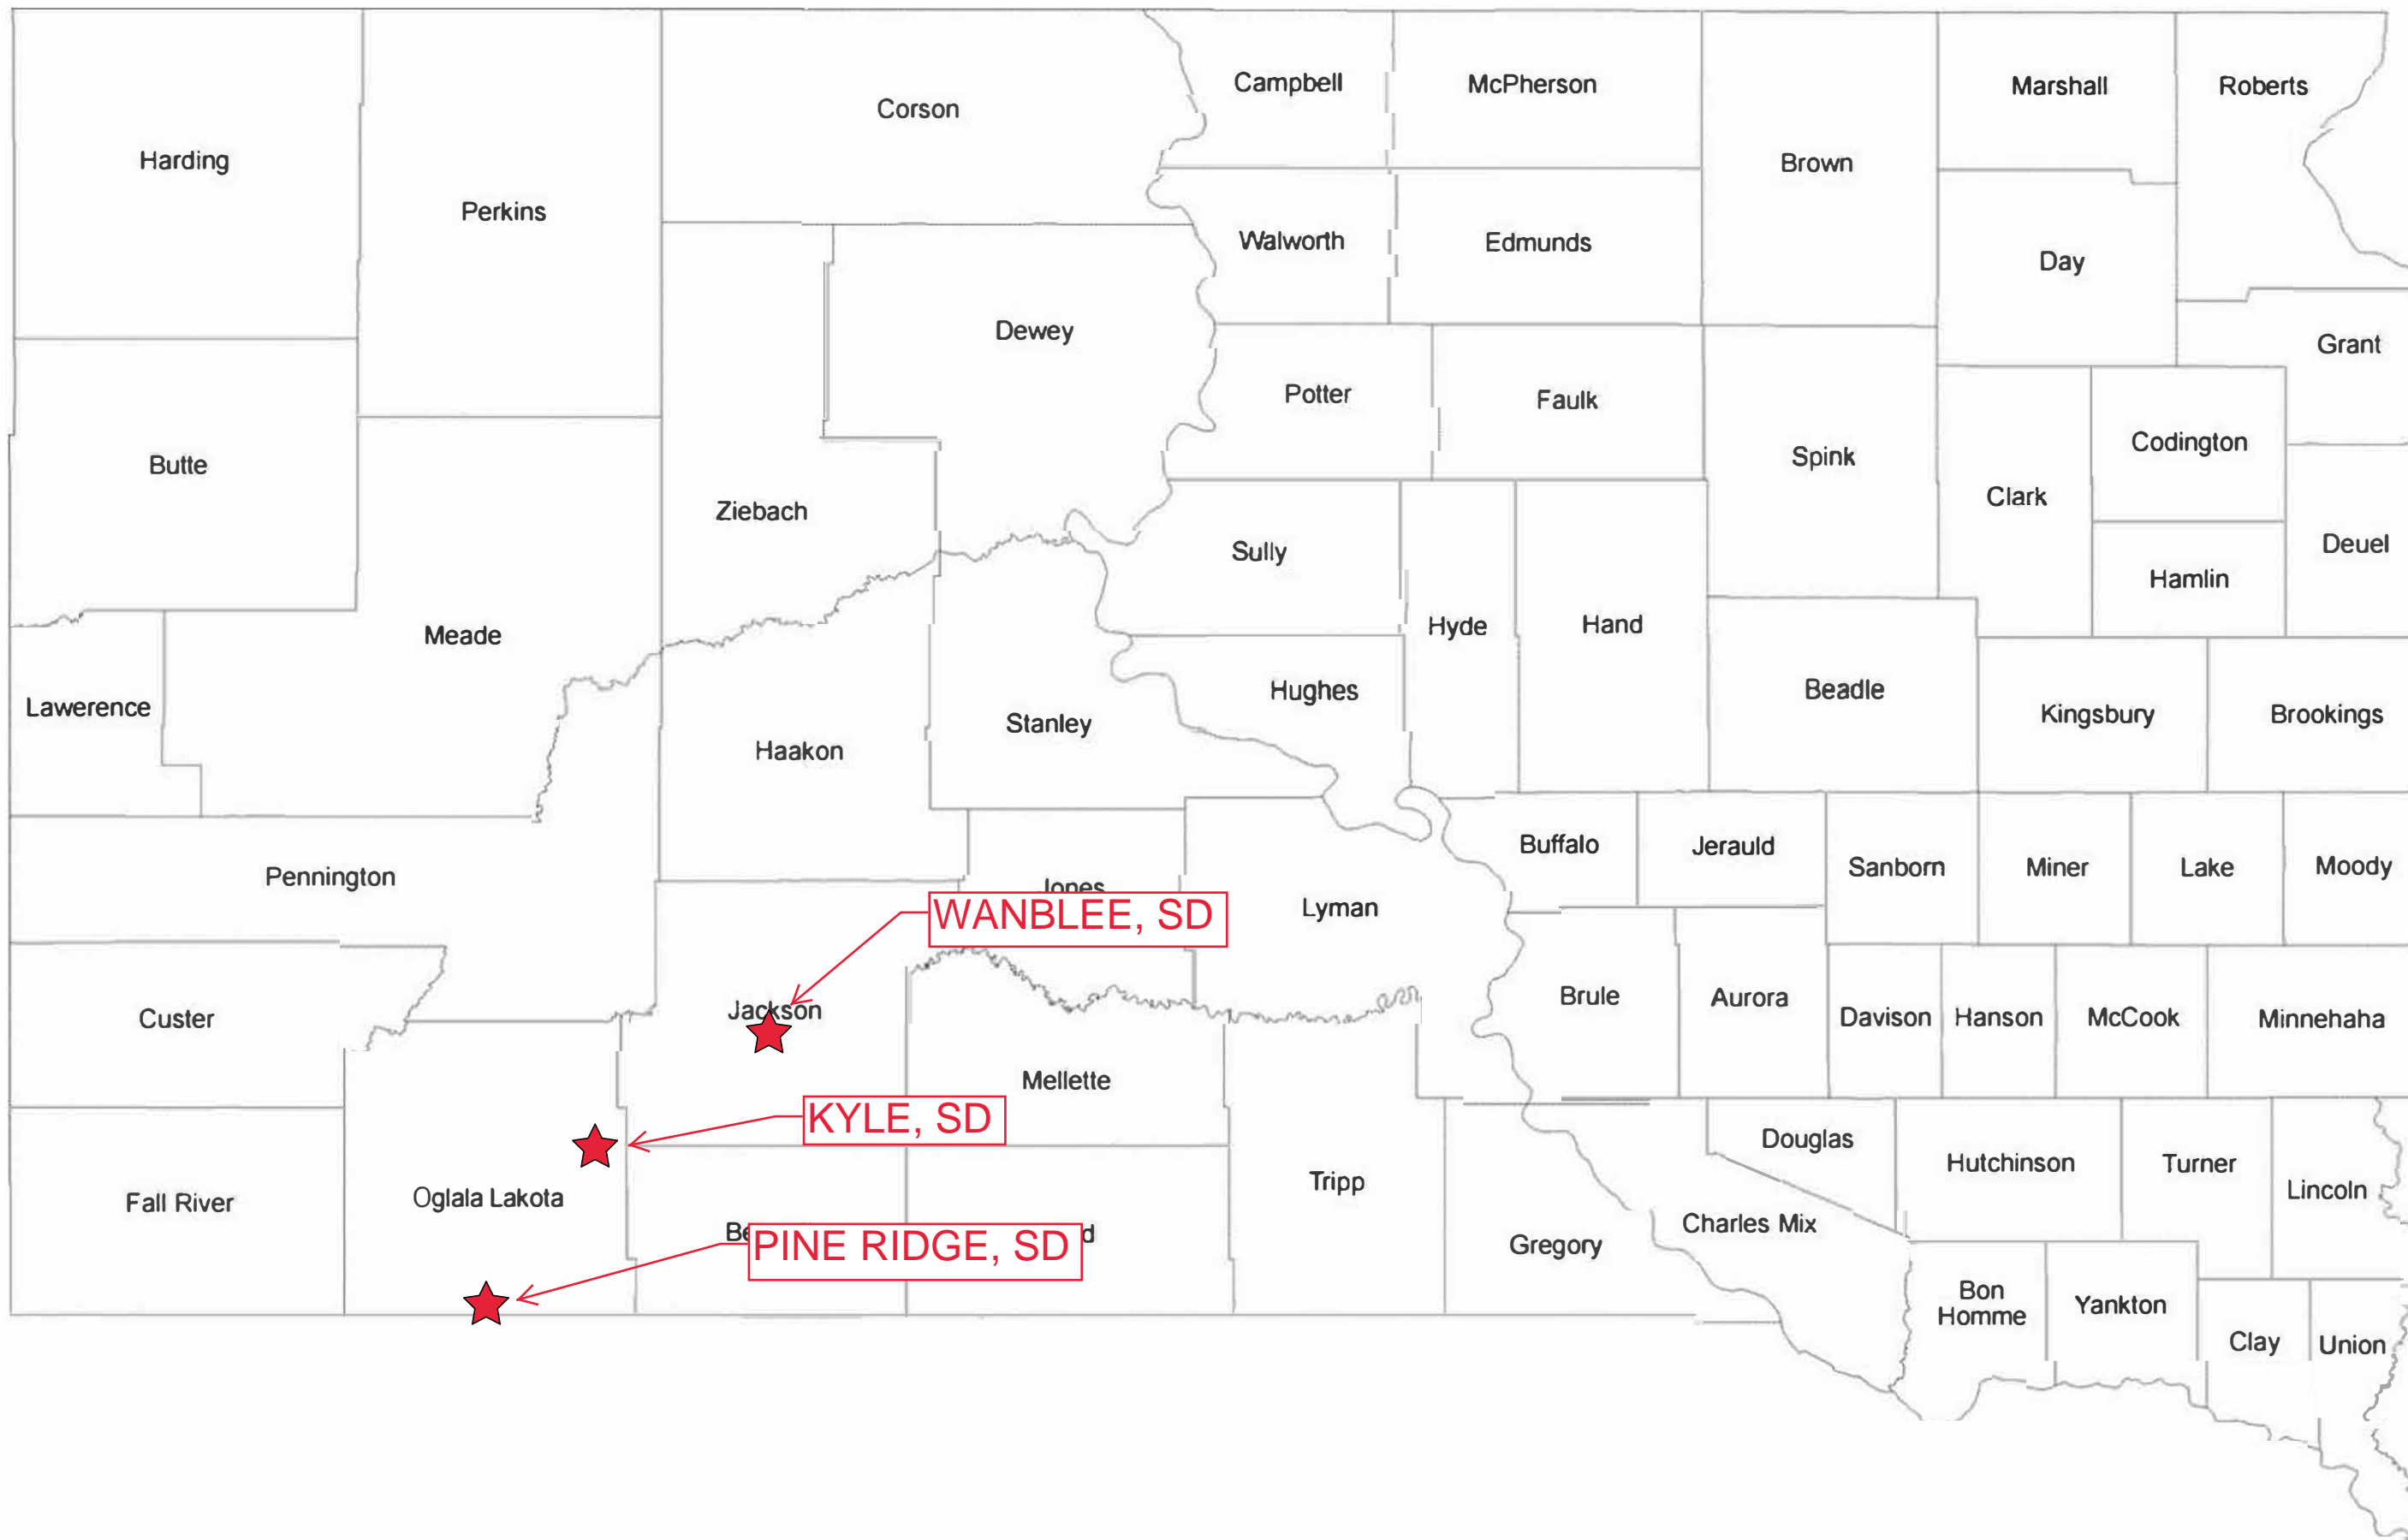 Campbell
McPherson
Marshall
Roberts
Corson
Harding
Brown
Perkins
Walworth
Edmunds
Day
Dewey
Grant
Potter
Faulk
Butte
Spink
Codington
Ziebach
Clark
Sully
Deuel
Hamlin
Meade
Hyde
Hand
Lawerence
Hughes
Beadle
Stanley
Kingsbury
Brookings
Haakon
Buffalo
Jerauld
Pennington
Sanborn
Miner
Lake
Moody
Jones
WANBLEE, SD
Lyman
Jackson
Brule
Aurora
Custer
Davison
Hanson
McCook
Minnehaha
Mellette
KYLE, SD
Douglas
Hutchinson
Turner
Fall River
Oglala Lakota
Tripp
Lincoln
Charles Mix
PINE RIDGE, SD
Gregory
Bon
Homme
Yankton
Clay
Union